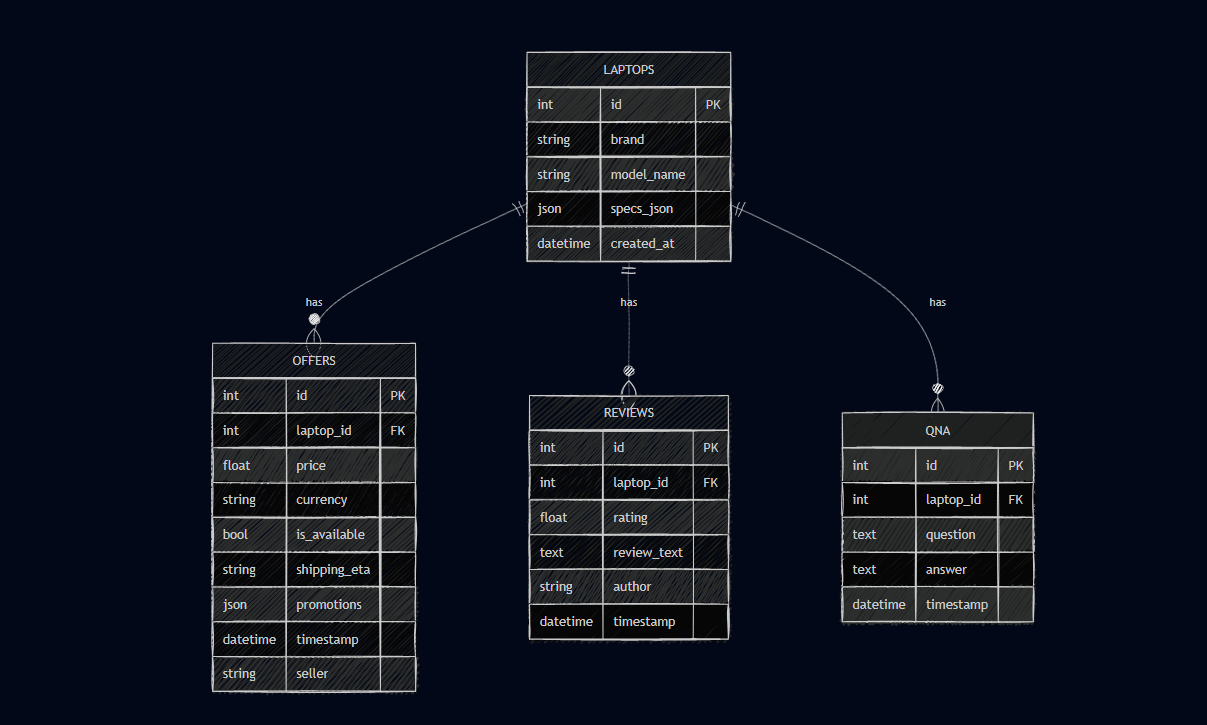 LAPTOPS
int id PK
string brand
string model_name
json specs_json
datetime created_at
has
has
has
OFFERS
int id PK
int laptop_id FK
float price
string currency
bool is_available
string shipping_eta
json promotions
datetime timestamp
string seller
REVIEWS
int id PK
int laptop_id FK
float rating
text review_text
string author
datetime timestamp
QNA
int id PK
int laptop_id FK
text question
text answer
datetime timestamp